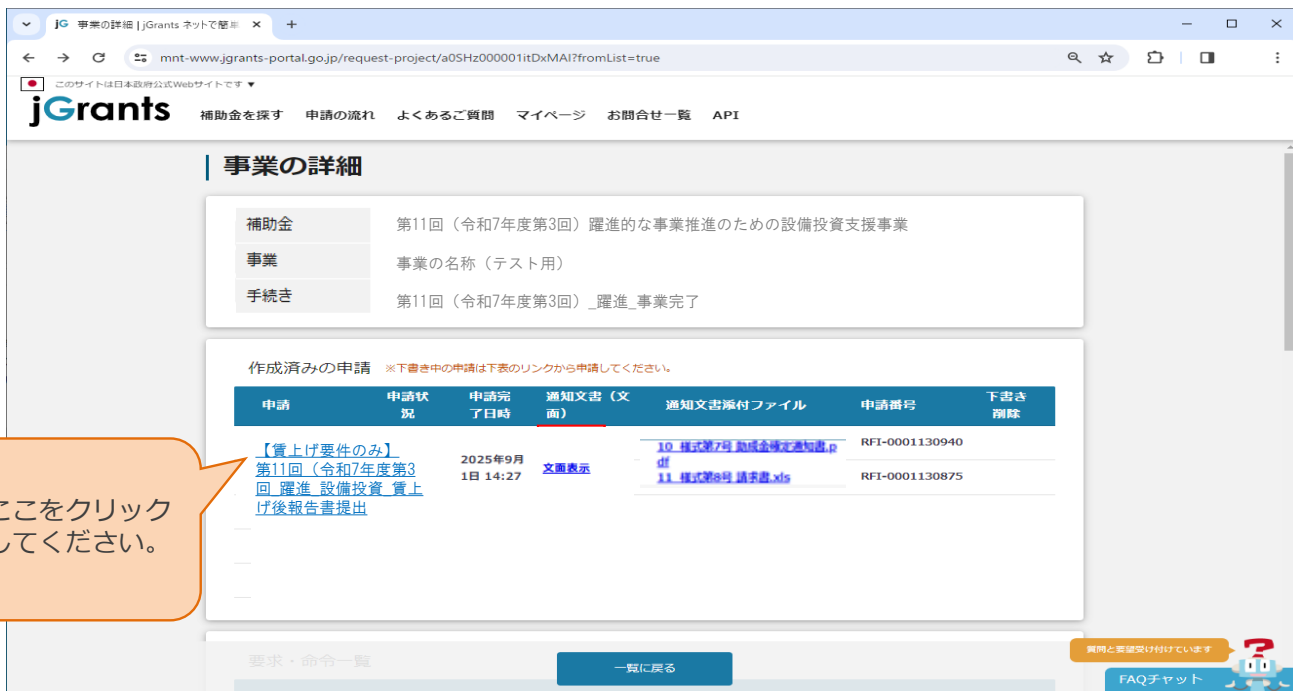 jG 事業の詳細 | jGrants ネットで簡単
mnt-www.jgrants-portal.go.jp/request-project/a0SHz000001itDxMAI?fromList=true
このサイトは日本政府公式Webサイトです ▼
jGrants 補助金を探す 申請の流れ よくあるご質問 マイページ お問合せ一覧 API
事業の詳細
補助金 第11回（令和7年度第3回）躍進的な事業推進のための設備投資支援事業
事業 事業の名称（テスト用）
手続き 第11回（令和7年度第3回）_躍進_事業完了
作成済みの申請 ※下書き中の申請は下表のリンクから申請してください。
申請 申請状況 申請完了日時 通知文書（文面） 通知文書添付ファイル 申請番号 下書き削除
【賃上げ要件のみ】
第11回（令和7年度第3
回_躍進_設備投資_賃上
げ後報告書提出
2025年9月
1日 14:27
文面表示
10_様式第7号 助成金確定通知書.p
df
11_様式第8号 請求書.xls
RFI-0001130940
RFI-0001130875
ここをクリック
してください。
要求・命令一覧
一覧に戻る
質問と要望受け付けています
FAQチャット